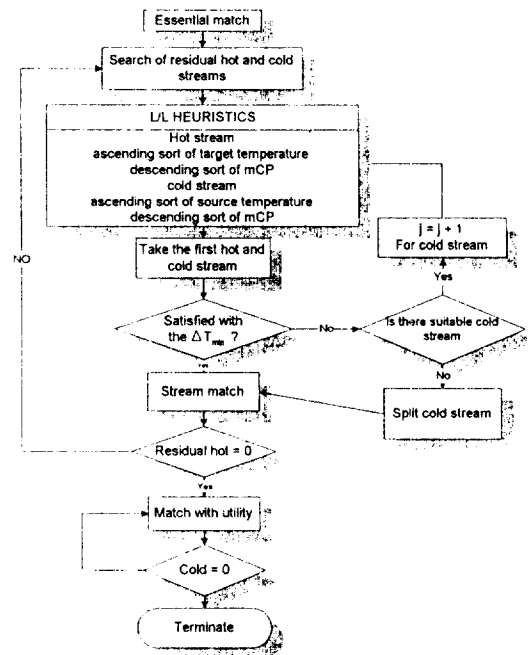 Essential match
Search of residual hot and cold
streams
L/L HEURISTICS
Hot stream
ascending sort of target temperature
descending sort of mCP
cold stream
ascending sort of source temperature
descending sort of mCP
Take the first hot and
cold stream
j = j + 1
For cold stream
NO
Yes
Satisfied with
the ΔTmin ?
No
Is there suitable cold
stream
Yes
No
Stream match
Split cold stream
Residual hot = 0
Yes
Match with utility
Cold = 0
Terminate